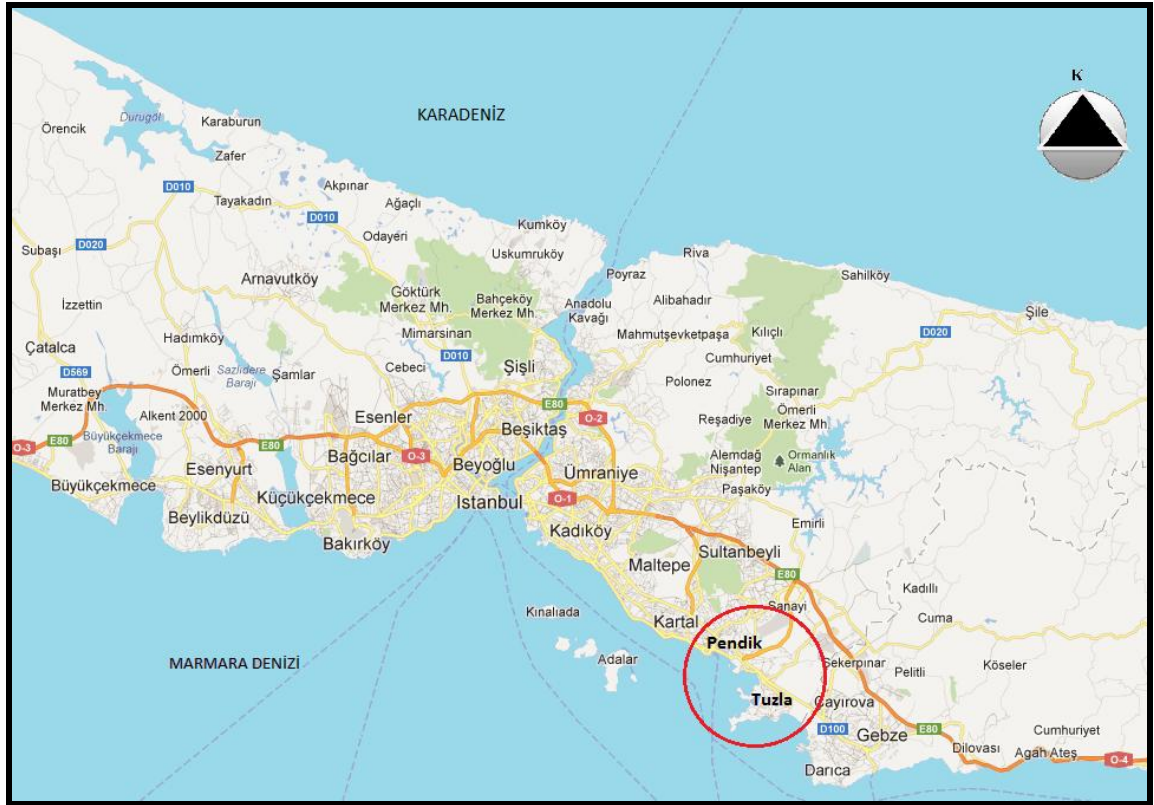 K
KARADENİZ
Durugöl
Karaburun
Örencik
Zafer
D010
Akpınar
Tayakadın
Ağaçlı
D010
Kumköy
Odayeri
Subaşı
D020
Uskumruköy
Riva
Poyraz
Sahilköy
Arnavutköy
Göktürk
Merkez Mh.
Bahçeköy
Merkez Mh.
Anadolu
Kavağı
Alibahadır
İzzettin
Şile
Mimarsinan
Mahmutşevketpaşa
Kılıçlı
D020
Hadımköy
Çatalca
D010
Cumhuriyet
D569
Ömerli
Sazlıdere
Barajı
Şamlar
Cebeci
Şişli
Polonez
Muratbey
Merkez Mh.
Sırapınar
Alkent 2000
Esenler
E80
O-2
Reşadiye
Ömerli
Merkez Mh.
Beşiktaş
O-3
E80
Büyükçekmece
Barajı
E80
Bağcılar
O-3
Beyoğlu
Ümraniye
Alemdağ
Nişantep
Ormanlık
Alan
Esenyurt
Büyükçekmece
Küçükçekmece
Istanbul
O-1
Paşaköy
Beylikdüzü
Bakırköy
Kadıköy
Emirli
Sultanbeyli
Maltepe
E80
Kadıllı
Kınalıada
Sanayi
Kartal
Cuma
Pendik
MARMARA DENİZİ
Adalar
Şekerpınar
Pelitli
Köseler
Tuzla
Çayırova
D100
Gebze
E80
Cumhuriyet
Dilovası
Agah Ateş
O-4
Darıca